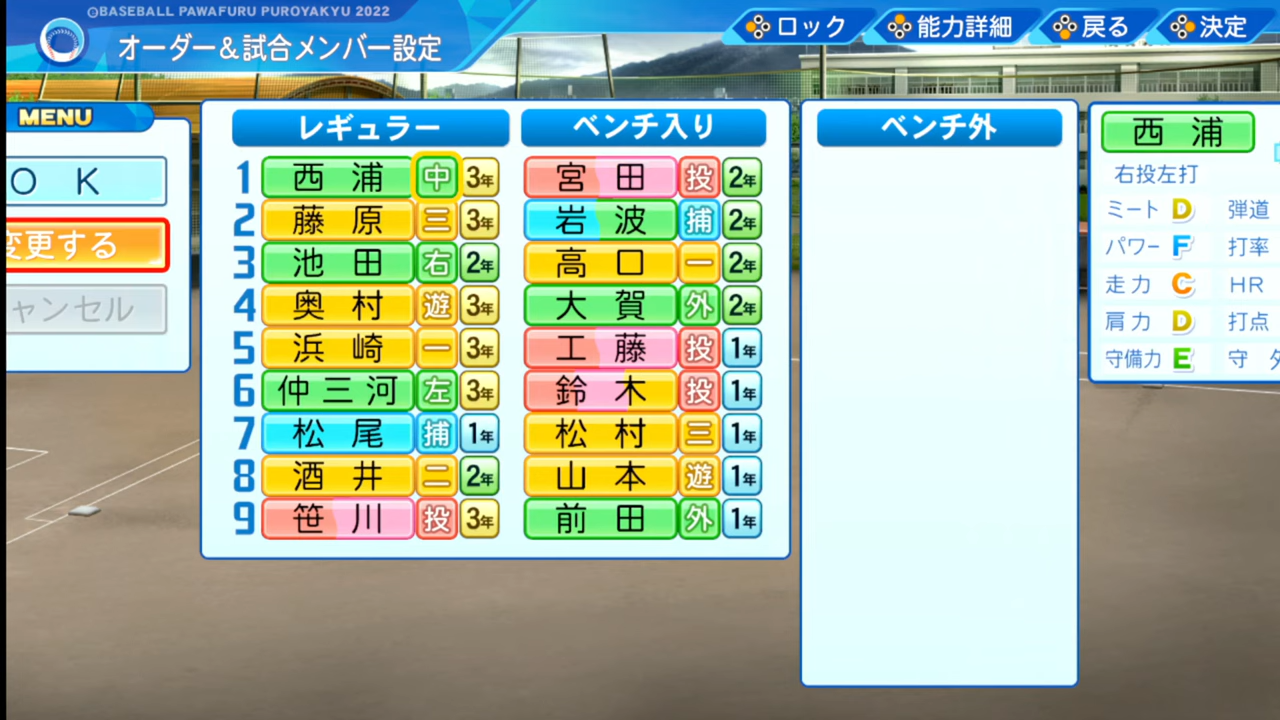 ©BASEBALL PAWAFURU PUROYAKYU 2022
オーダー＆試合メンバー設定
ロック 能力詳細 戻る 決定
MENU
OK
変更する
ャンセル
レギュラー ベンチ入り ベンチ外
1 西浦 中 3年 宮田 投 2年
2 藤原 三 3年 岩波 捕 2年
3 池田 右 2年 高口 一 2年
4 奥村 遊 3年 大賀 外 2年
5 浜崎 一 3年 工藤 投 1年
6 仲三河 左 3年 鈴木 投 1年
7 松尾 捕 1年 松村 三 1年
8 酒井 二 2年 山本 遊 1年
9 笹川 投 3年 前田 外 1年
西浦
右投左打
ミート D 弾道
パワー F 打率
走力 C HR
肩力 D 打点
守備力 E 守